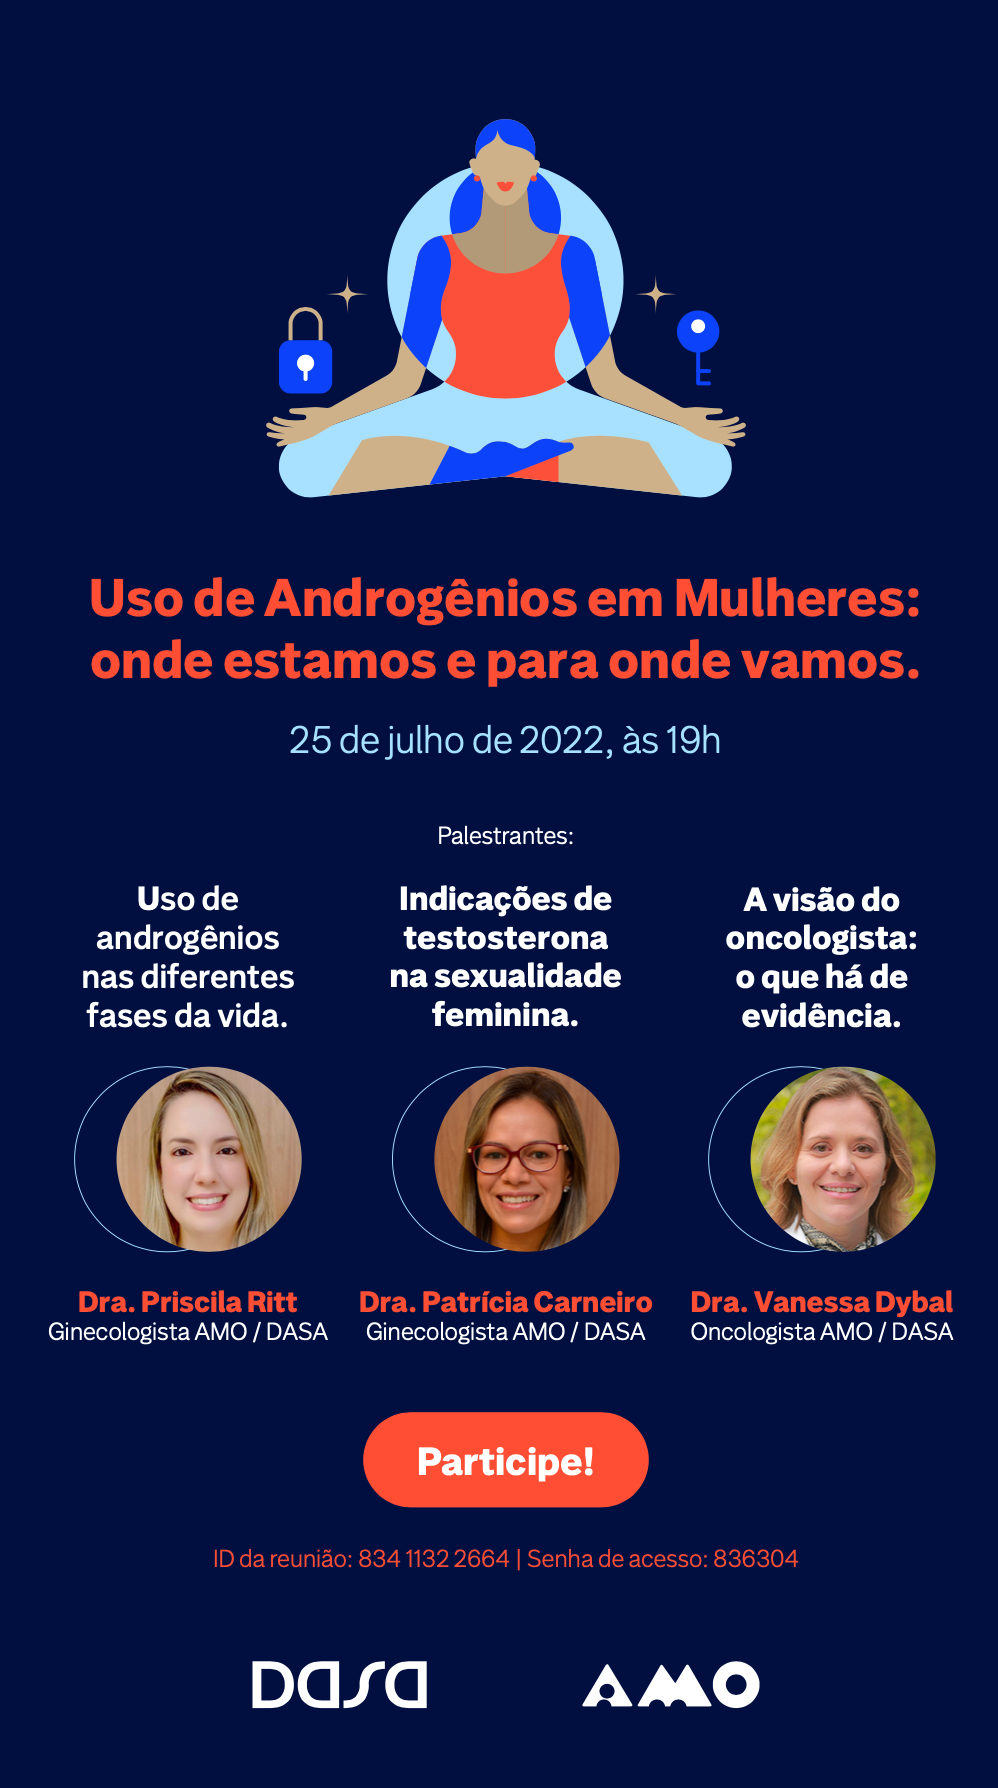 Uso de Androgênios em Mulheres:
onde estamos e para onde vamos.
25 de julho de 2022, às 19h
Palestrantes:
Uso de
androgênios
nas diferentes
fases da vida.
Indicações de
testosterona
na sexualidade
feminina.
A visão do
oncologista:
o que há de
evidência.
Dra. Priscila Ritt
Ginecologista AMO / DASA
Dra. Patrícia Carneiro
Ginecologista AMO / DASA
Dra. Vanessa Dybal
Oncologista AMO / DASA
Participe!
ID da reunião: 834 1132 2664 | Senha de acesso: 836304
DASA
AMO